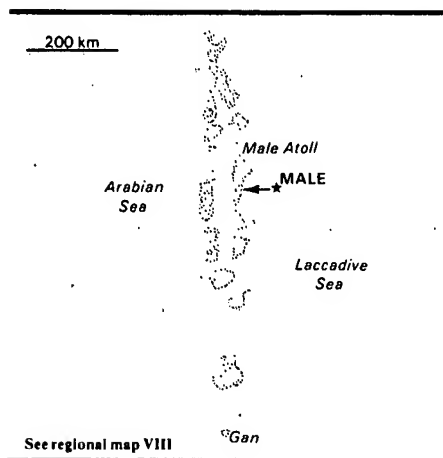 200 km
Male Atoll
MALE
Arabian
Sea
Laccadive
Sea
Gan
See regional map VIII